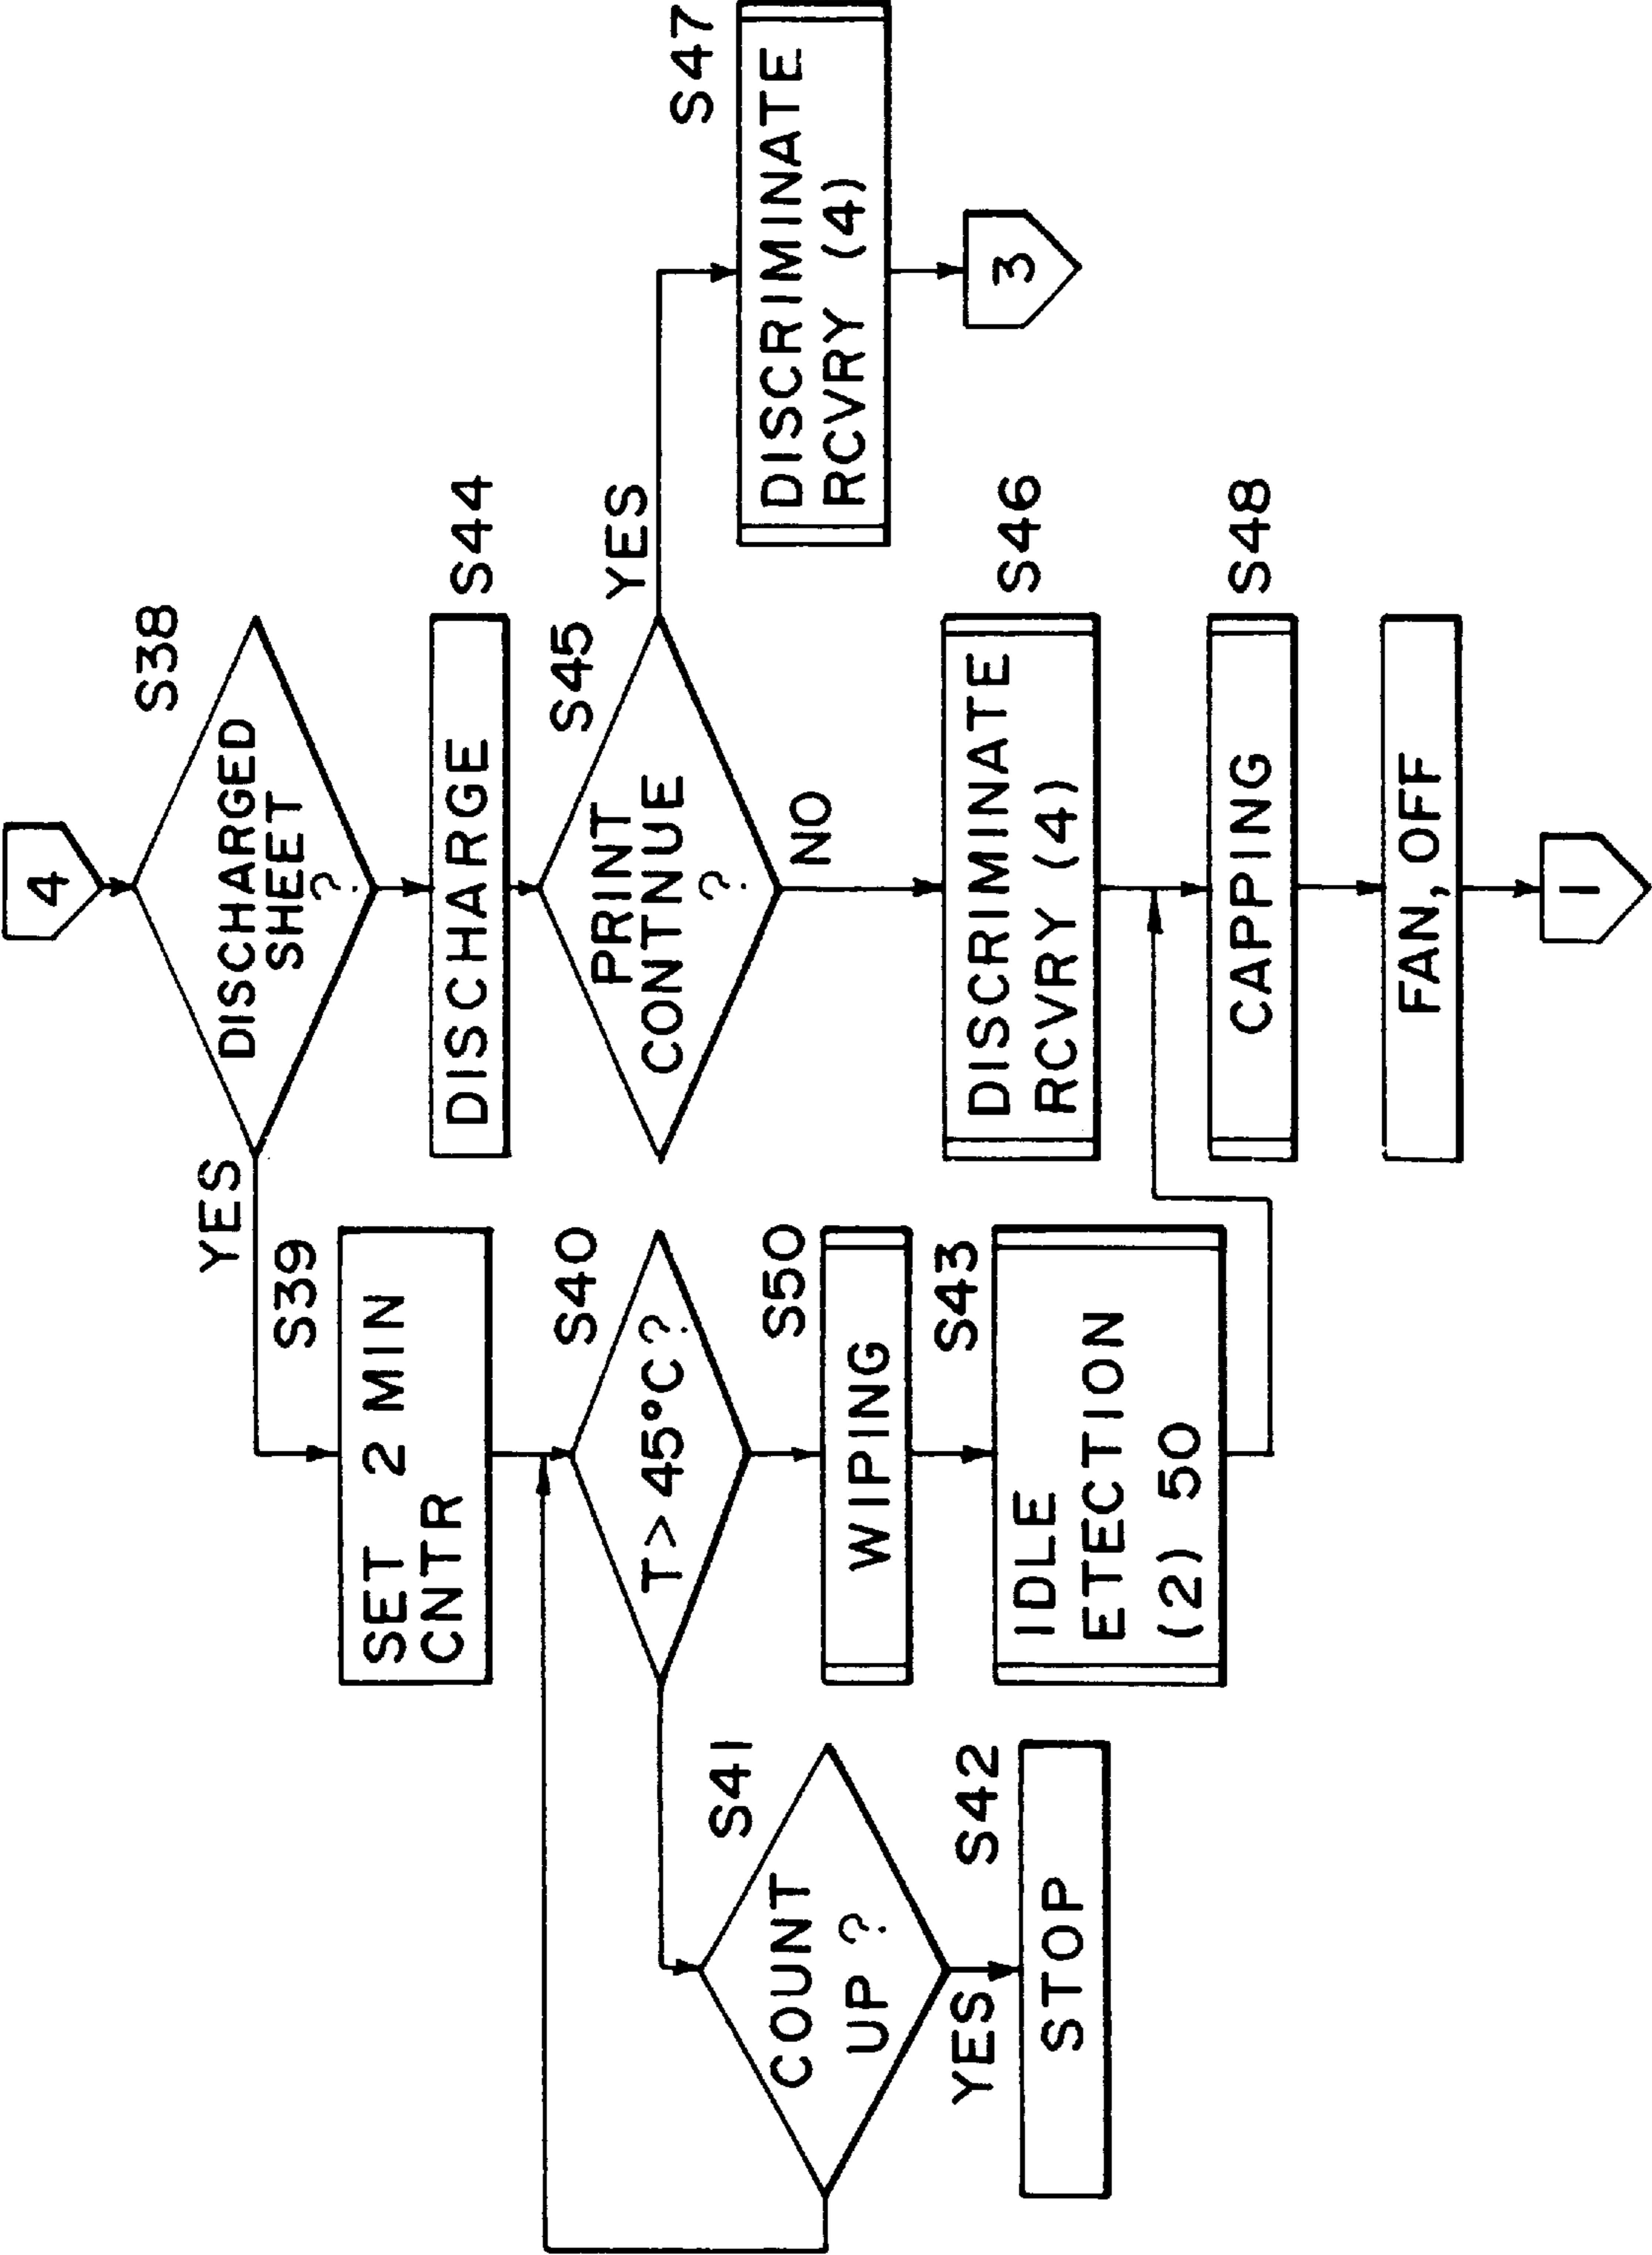 4
S38
DISCHARGED
SHEET
?
YES
S39
SET 2 MIN
CNTR
S40
T > 45°C ?
S41
COUNT
UP ?
YES
S42
STOP
S50
WIPING
S43
IDLE
ETECTION
(2) 50
S44
DISCHARGE
S45
PRINT
CONTINUE
?
YES
S47
DISCRIMINATE
RCVRY (4)
3
NO
S46
DISCRIMINATE
RCVRY (4)
S48
CAPPING
FAN, OFF
1